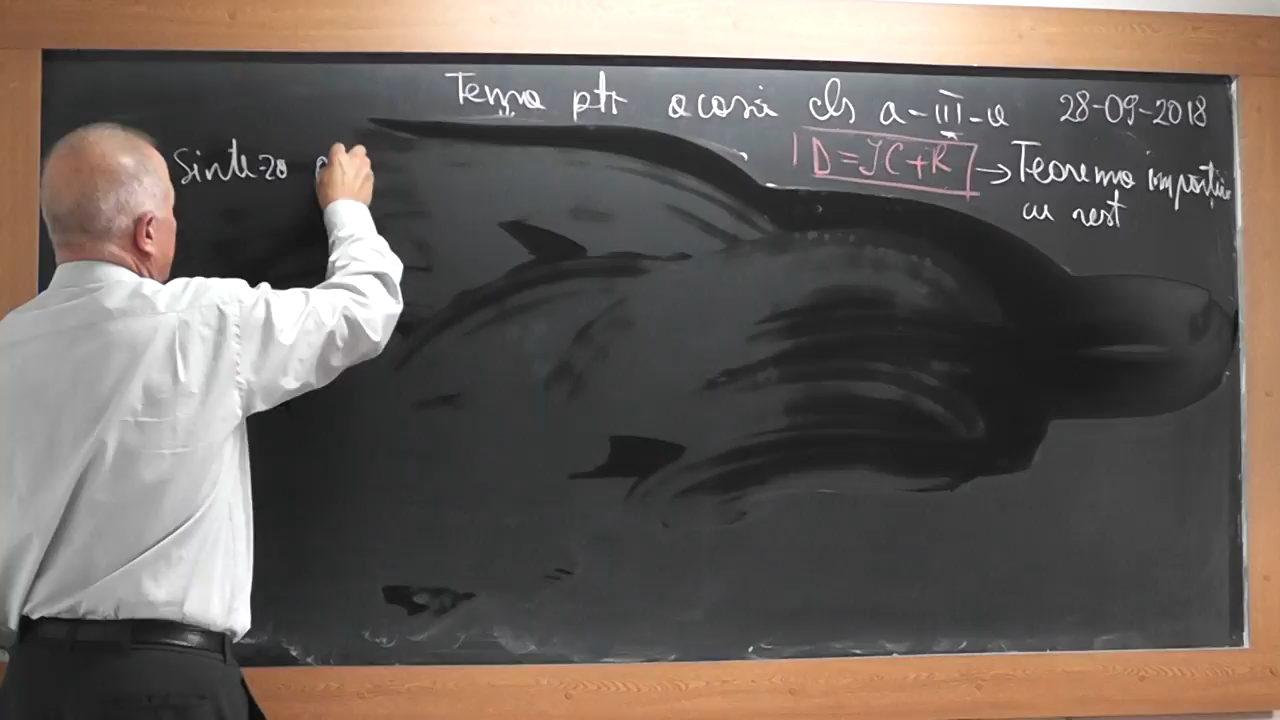 Tema ptr acasă cls a-III-a 28-09-2018
D = ÎC + R → Teorema împărțirii
cu rest
Sinteza